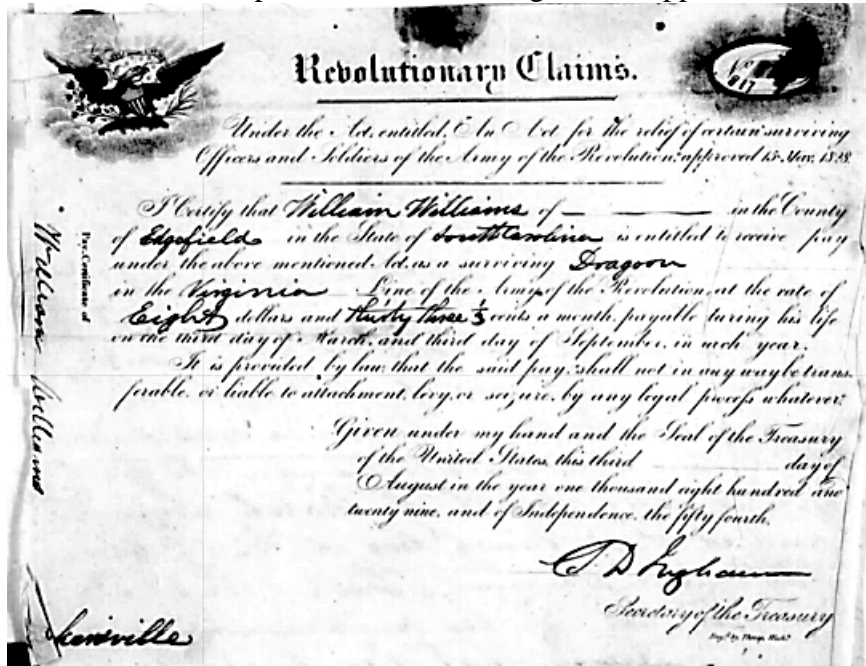 Revolutionary Claims.
No
817
Under the Act, entitled, "An Act for the relief of certain surviving
Officers and Soldiers of the Army of the Revolution," approved 15 May, 1828
I Certify that William Williams of in the County
of Edgefield in the State of South Carolina is entitled to receive pay
under the above mentioned Act, as a surviving Dragoon
in the Virginia Line of the Army of the Revolution, at the rate of
Eight dollars and thirty three 1/3 cents a month, payable during his life
on the third day of March, and third day of September, in each year.
It is provided by law that the said pay, shall not in any way be trans-
ferable, or liable to attachment, levy, or seizure, by any legal process whatever.
Given under my hand and the Seal of the Treasury
of the United States, this third day of
August in the year one thousand eight hundred and
twenty nine, and of Independence, the fifty fourth.
S. D. Ingham
Secretary of the Treasury
Pay-Certificate of
William Williams